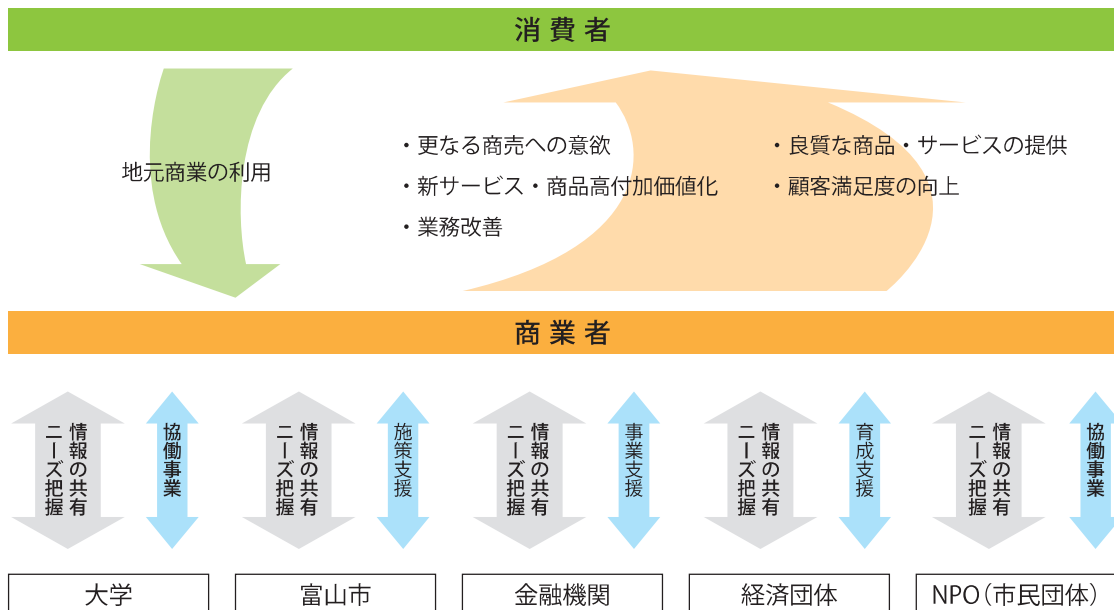 消費者
地元商業の利用
・更なる商売への意欲
・新サービス・商品高付加価値化
・業務改善
・良質な商品・サービスの提供
・顧客満足度の向上
商業者
情報の共有
ニーズ把握
協働事業
情報の共有
ニーズ把握
施策支援
情報の共有
ニーズ把握
事業支援
情報の共有
ニーズ把握
育成支援
情報の共有
ニーズ把握
協働事業
大学
富山市
金融機関
経済団体
NPO（市民団体）